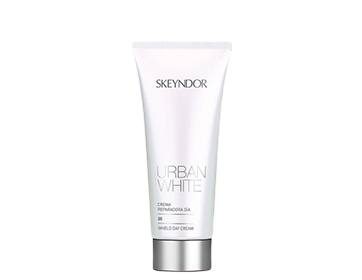 SKEYNDOR
URBAN
WHITE
CREMA
REPARADORA DÍA
SHIELD DAY CREAM